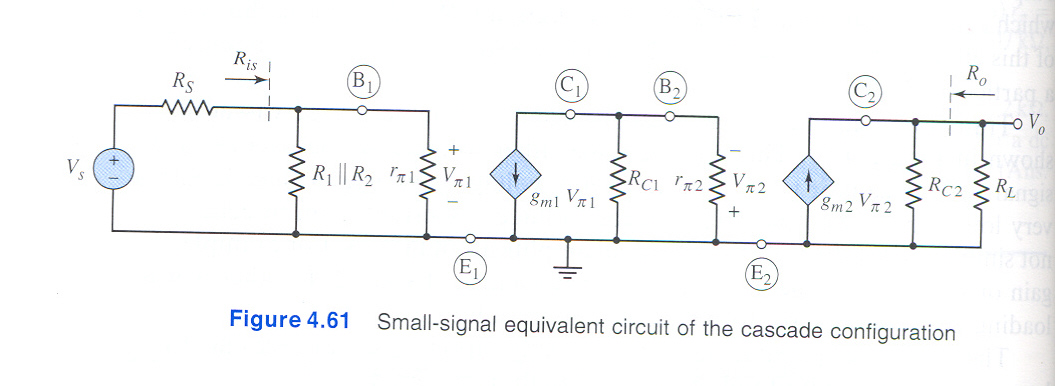 R_is
R_S
B_1
C_1
B_2
C_2
R_o
V_o
V_s
+
−
R_1 || R_2
r_π1
+
V_π1
−
g_m1 V_π1
R_C1
r_π2
−
V_π2
+
g_m2 V_π2
R_C2
R_L
E_1
E_2
Figure 4.61 Small-signal equivalent circuit of the cascade configuration